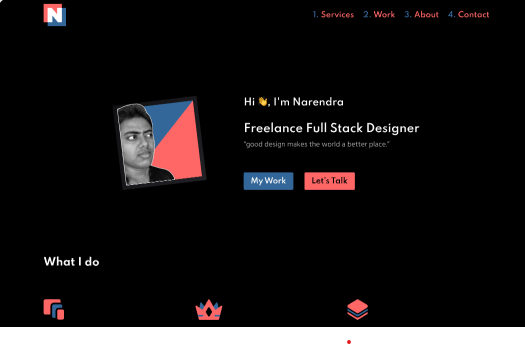 N
1. Services 2. Work 3. About 4. Contact
Hi 👋, I'm Narendra
Freelance Full Stack Designer
"good design makes the world a better place."
My Work Let's Talk
What I do